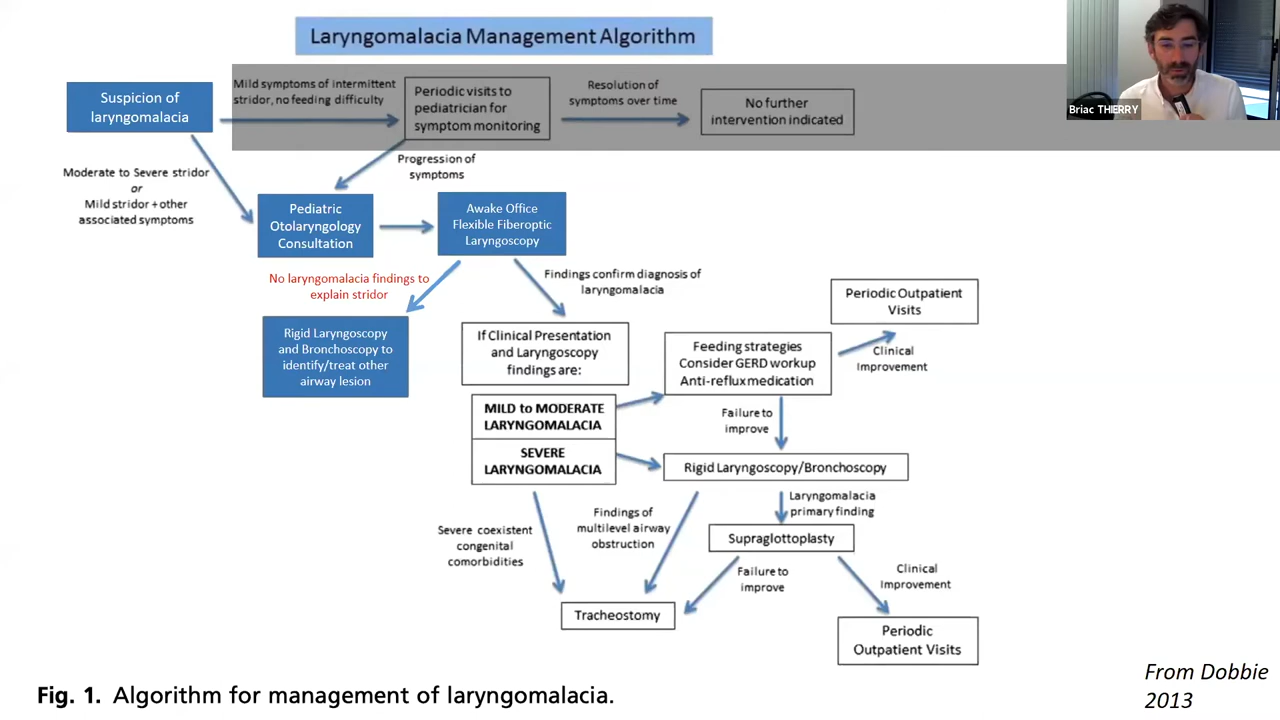 Laryngomalacia Management Algorithm
Briac THIERRY
Suspicion of
laryngomalacia
Mild symptoms of intermittent
stridor, no feeding difficulty
Periodic visits to
pediatrician for
symptom monitoring
Resolution of
symptoms over time
No further
intervention indicated
Moderate to Severe stridor
or
Mild stridor + other
associated symptoms
Progression of
symptoms
Pediatric
Otolaryngology
Consultation
Awake Office
Flexible Fiberoptic
Laryngoscopy
No laryngomalacia findings to
explain stridor
Findings confirm diagnosis of
laryngomalacia
Rigid Laryngoscopy
and Bronchoscopy to
identify/treat other
airway lesion
If Clinical Presentation
and Laryngoscopy
findings are:
MILD to MODERATE
LARYNGOMALACIA
SEVERE
LARYNGOMALACIA
Feeding strategies
Consider GERD workup
Anti-reflux medication
Periodic Outpatient
Visits
Clinical
Improvement
Failure to
improve
Rigid Laryngoscopy/Bronchoscopy
Severe coexistent
congenital
comorbidities
Findings of
multilevel airway
obstruction
Laryngomalacia
primary finding
Supraglottoplasty
Failure to
improve
Clinical
Improvement
Tracheostomy
Periodic
Outpatient Visits
Fig. 1. Algorithm for management of laryngomalacia.
From Dobbie
2013